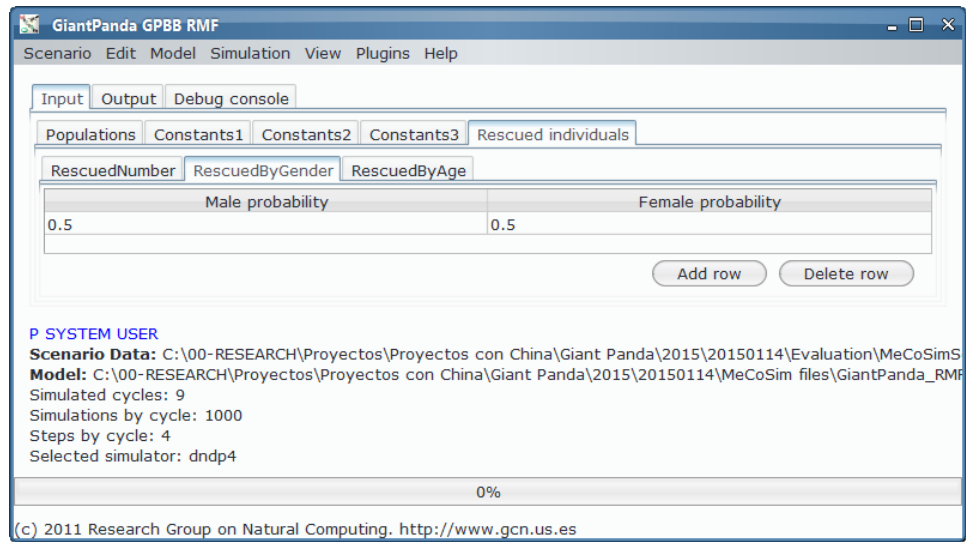 GiantPanda GPBB RMF
Scenario Edit Model Simulation View Plugins Help
Input Output Debug console
Populations Constants1 Constants2 Constants3 Rescued individuals
RescuedNumber RescuedByGender RescuedByAge
Male probability Female probability
0.5 0.5
Add row Delete row
P SYSTEM USER
Scenario Data: C:\00-RESEARCH\Proyectos\Proyectos con China\Giant Panda\2015\20150114\Evaluation\MeCoSimS
Model: C:\00-RESEARCH\Proyectos\Proyectos con China\Giant Panda\2015\20150114\MeCoSim files\GiantPanda_RMF
Simulated cycles: 9
Simulations by cycle: 1000
Steps by cycle: 4
Selected simulator: dndp4
0%
(c) 2011 Research Group on Natural Computing. http://www.gcn.us.es